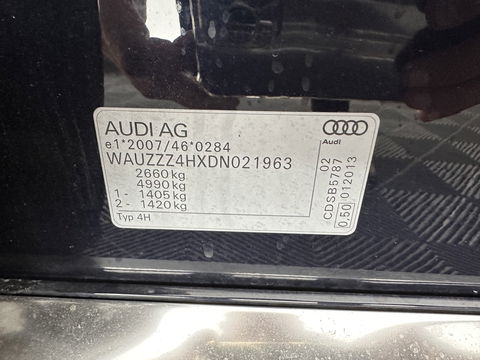 AUDI AG
e1*2007/46*0284
WAUZZZ4HXDN021963
2660 kg
4990 kg
1- 1405 kg
2- 1420 kg
Typ 4H
Audi
CDSB5787 02
0.50 012013